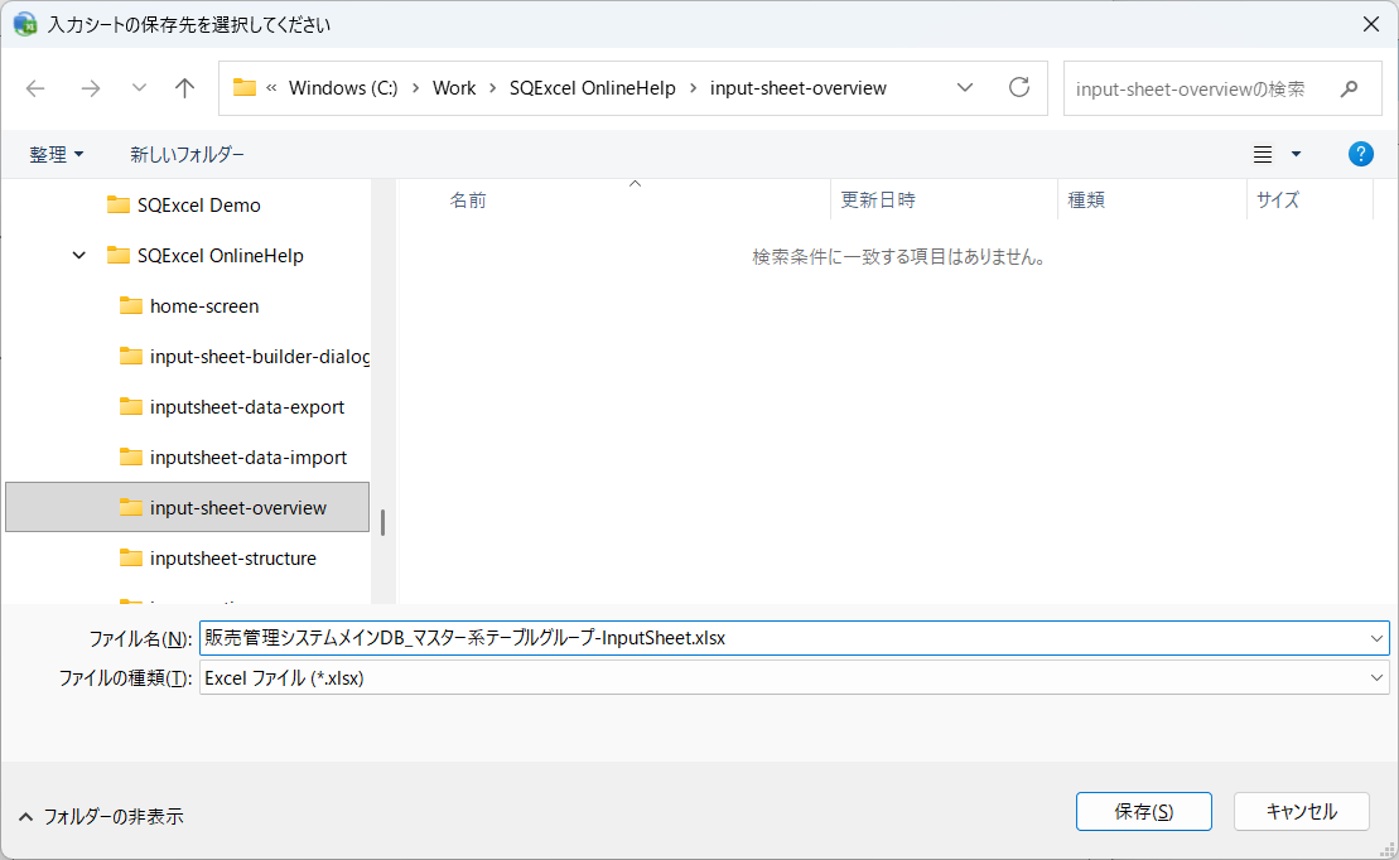 入力シートの保存先を選択してください
« Windows (C:) › Work › SQExcel OnlineHelp › input-sheet-overview
input-sheet-overviewの検索
整理 新しいフォルダー
?
名前 更新日時 種類 サイズ
検索条件に一致する項目はありません。
SQExcel Demo
SQExcel OnlineHelp
home-screen
input-sheet-builder-dialog
inputsheet-data-export
inputsheet-data-import
input-sheet-overview
inputsheet-structure
ファイル名(N): 販売管理システムメインDB_マスター系テーブルグループ-InputSheet.xlsx
ファイルの種類(T): Excel ファイル (*.xlsx)
フォルダーの非表示
保存(S) キャンセル